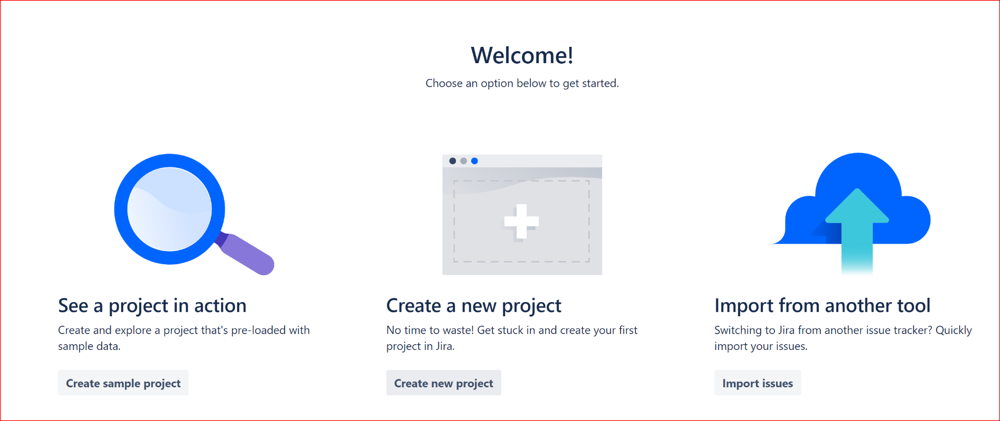 Welcome!
Choose an option below to get started.
See a project in action
Create and explore a project that's pre-loaded with
sample data.
Create sample project
Create a new project
No time to waste! Get stuck in and create your first
project in Jira.
Create new project
Import from another tool
Switching to Jira from another issue tracker? Quickly
import your issues.
Import issues